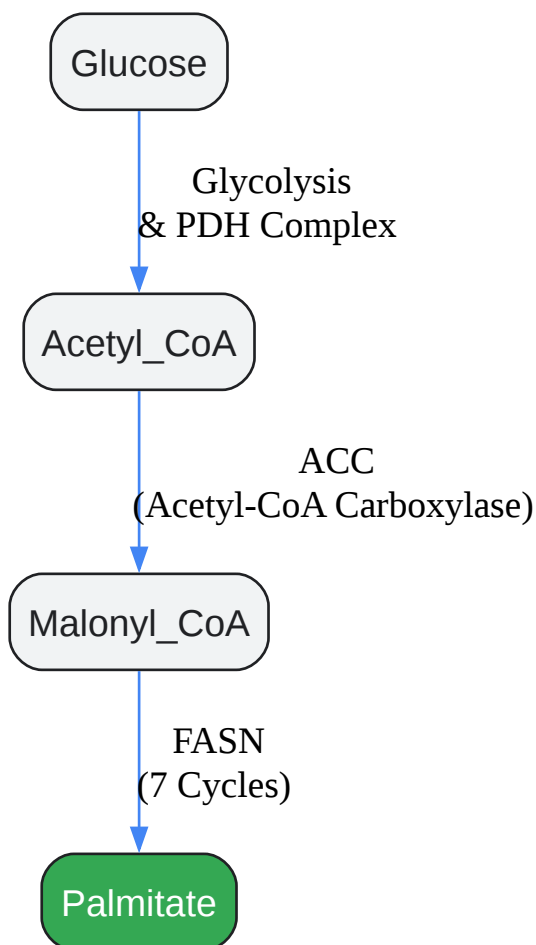 Glucose
Glycolysis
& PDH Complex
Acetyl_CoA
ACC
(Acetyl-CoA Carboxylase)
Malonyl_CoA
FASN
(7 Cycles)
Palmitate